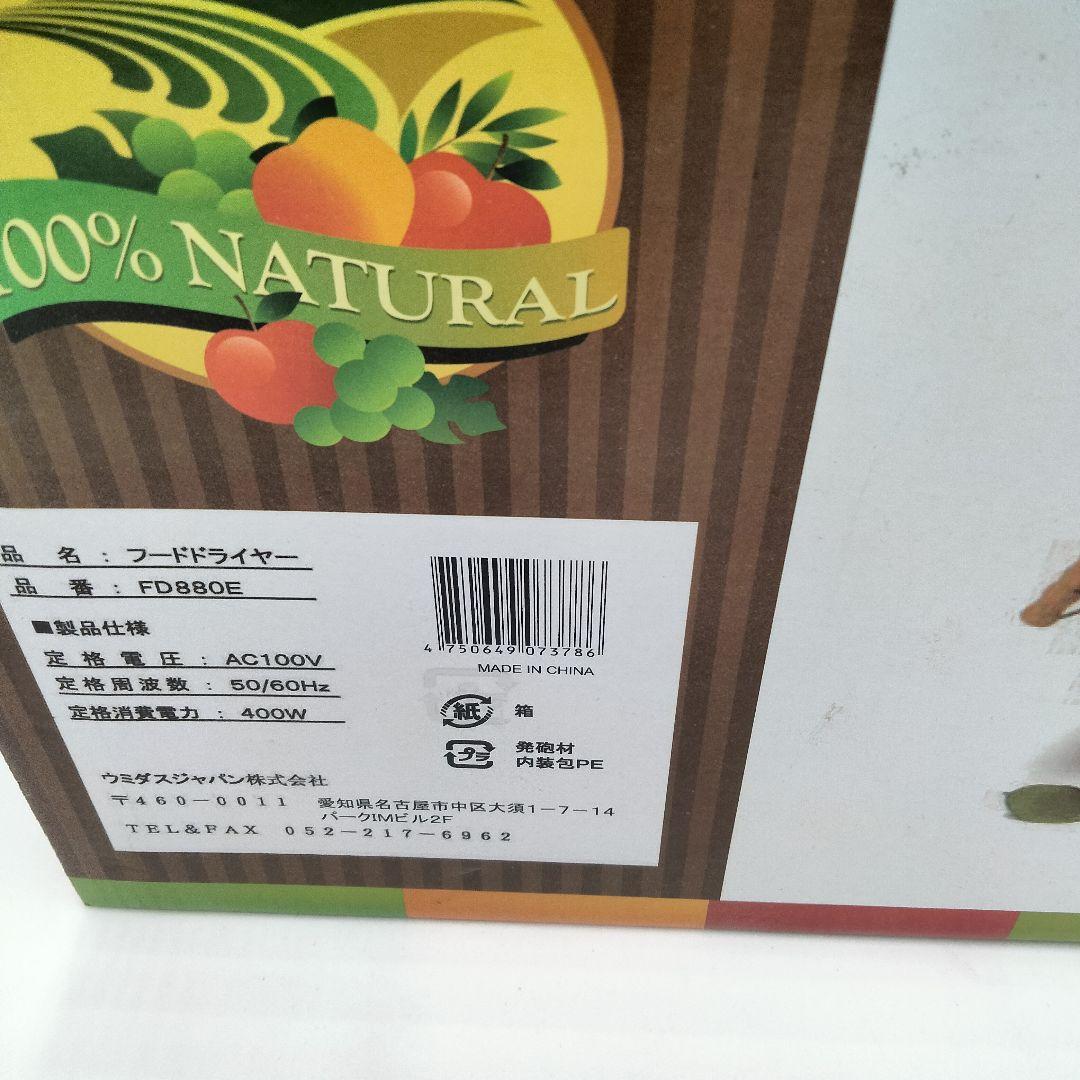 100% NATURAL
品名：フードドライヤー
品番：FD880E
■製品仕様
定格電圧：AC100V
定格周波数：50/60Hz
定格消費電力：400W
4 750649 073786
MADE IN CHINA
紙 箱
プラ 発砲材
内装包PE
ウミダスジャパン株式会社
〒460-0011 愛知県名古屋市中区大須1-7-14
パークIMビル2F
TEL&FAX 052-217-6962